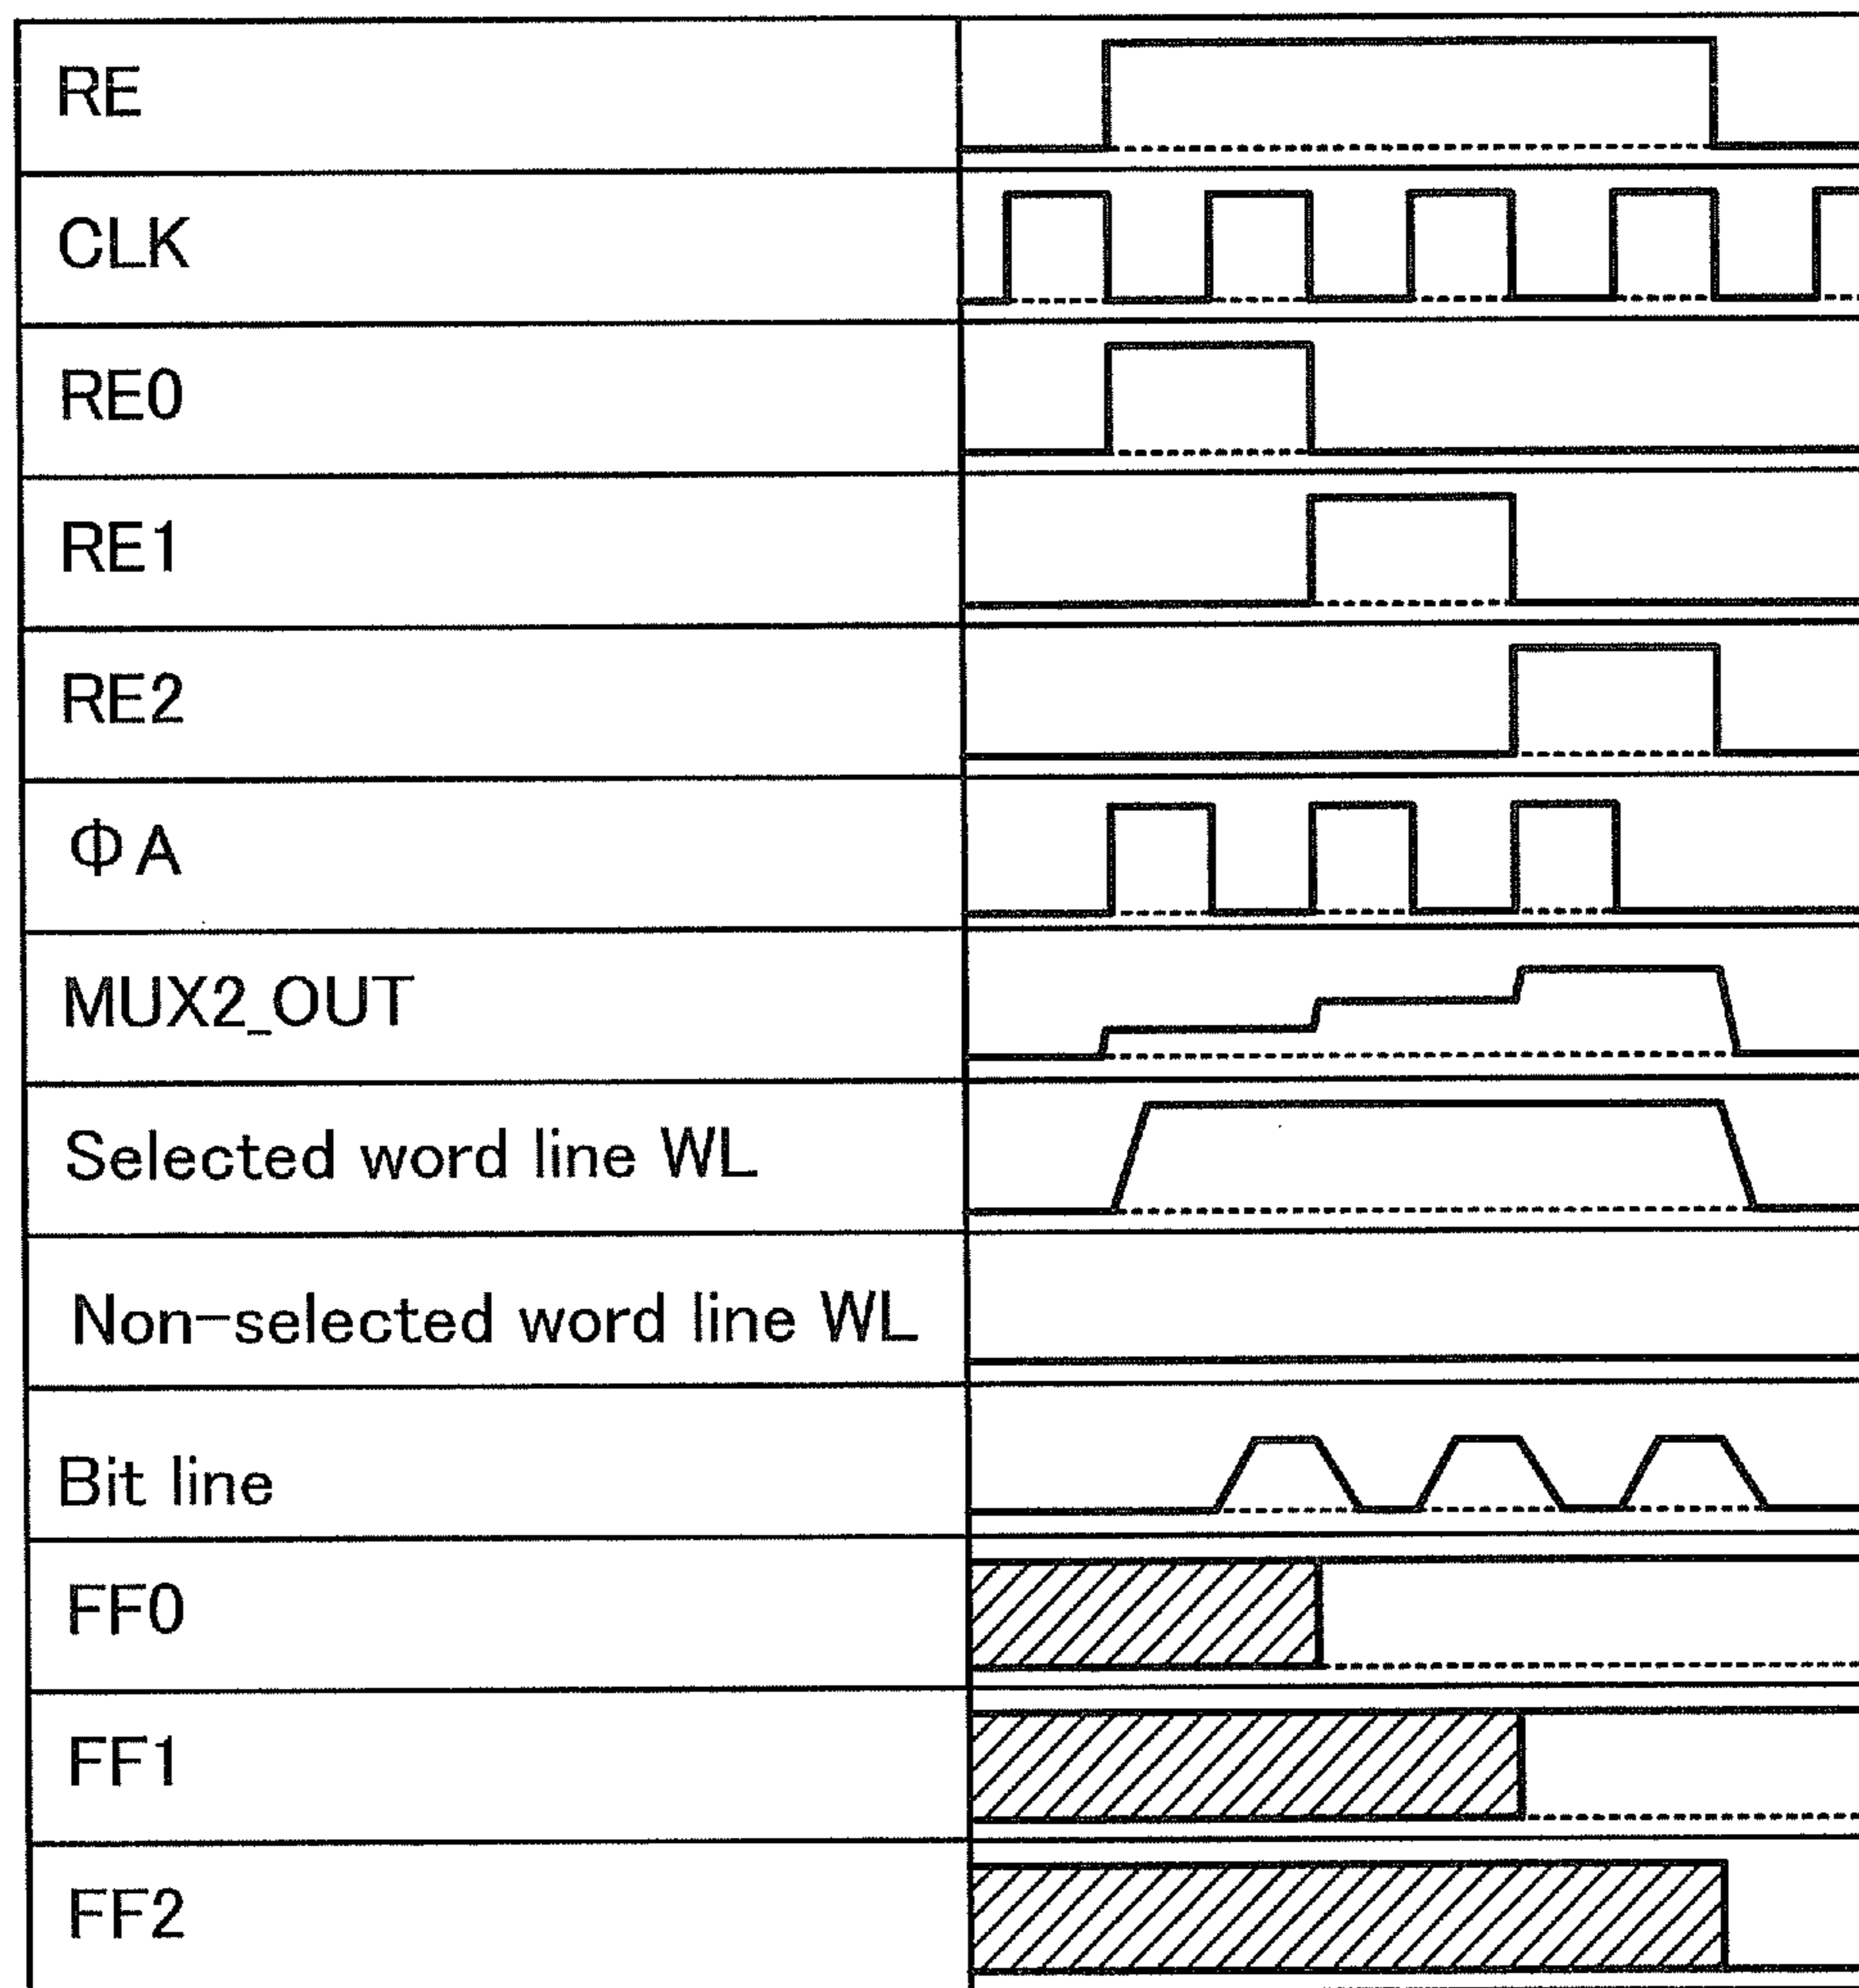 RE
CLK
RE0
RE1
RE2
ΦA
MUX2_OUT
Selected word line WL
Non-selected word line WL
Bit line
FF0
FF1
FF2